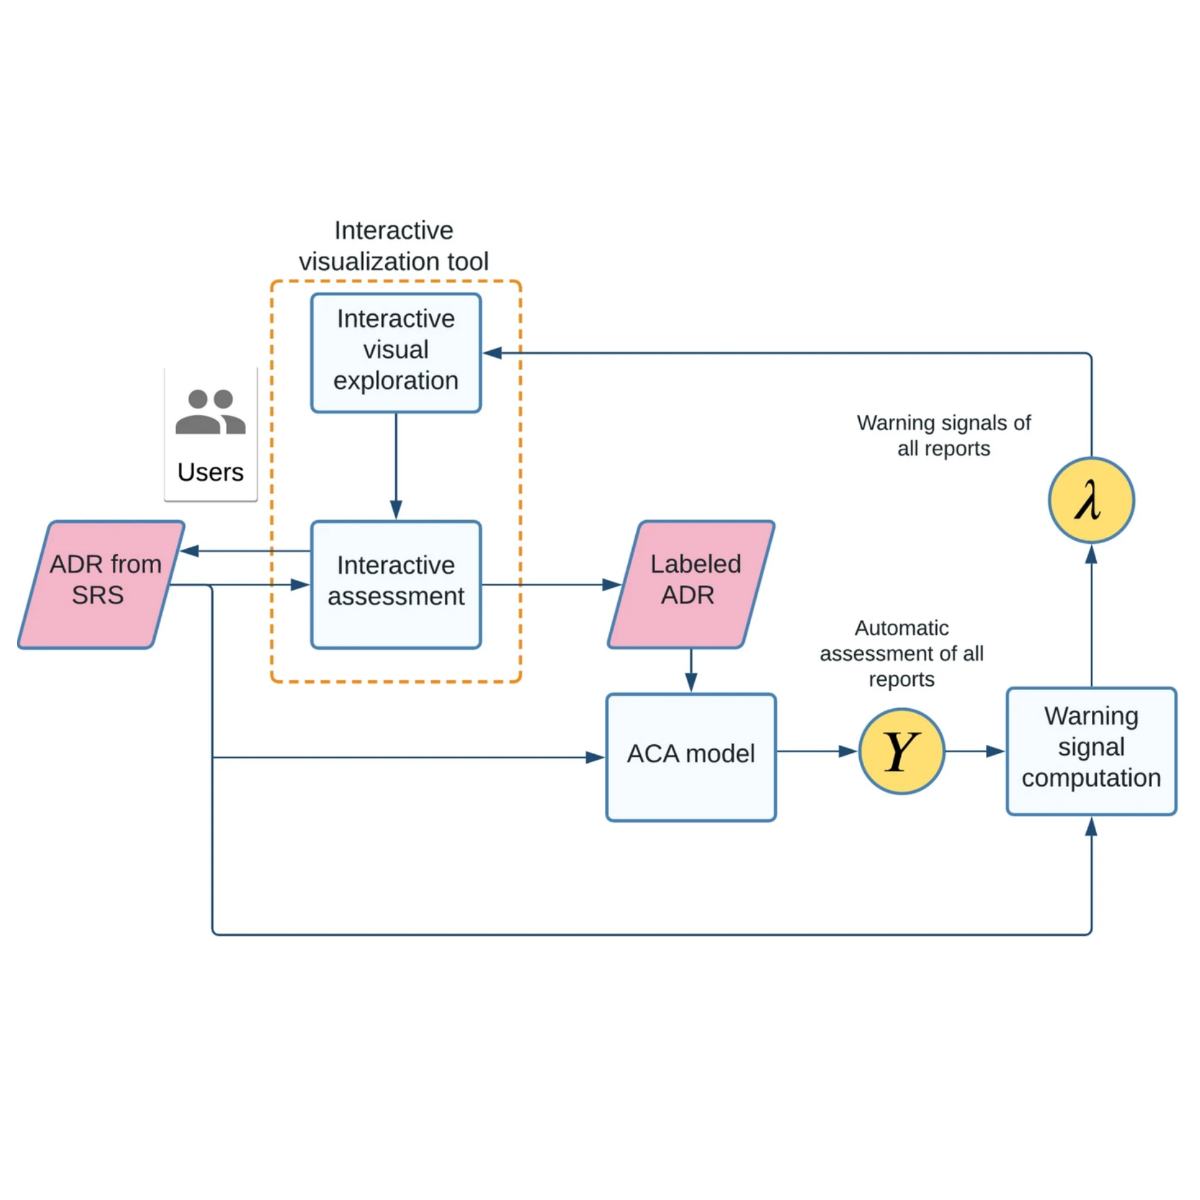 Interactive
visualization tool
Interactive
visual
exploration
Users
Warning signals of
all reports
λ
ADR from
SRS
Interactive
assessment
Labeled
ADR
Automatic
assessment of all
reports
ACA model
Y
Warning
signal
computation